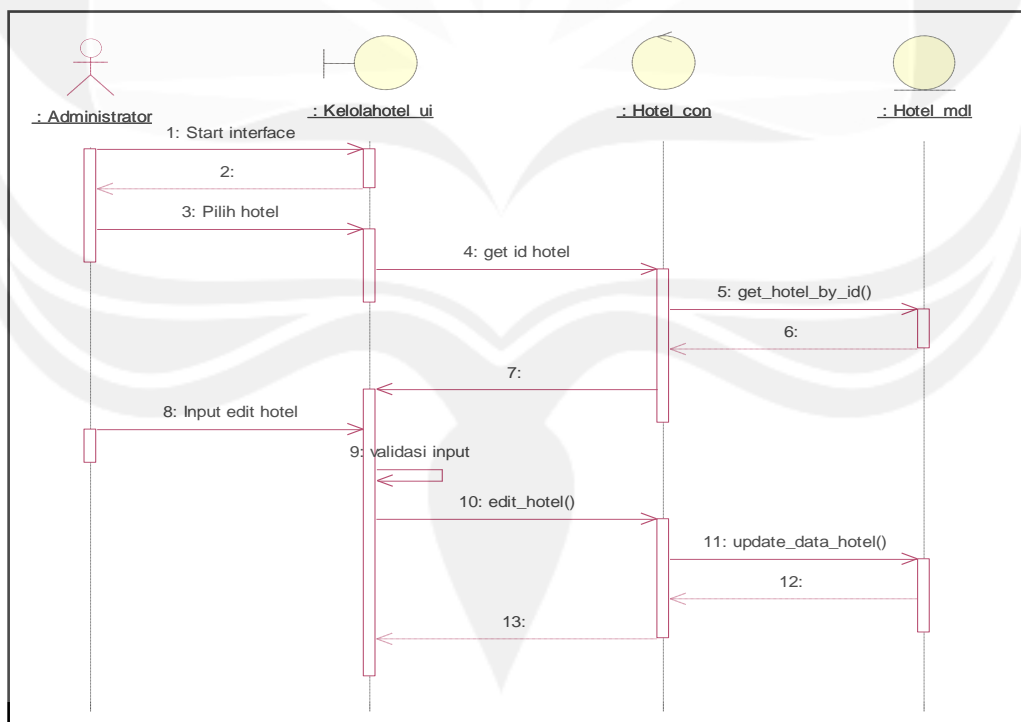 : Administrator
: Kelolahotel_ui
: Hotel_con
: Hotel_mdl
1: Start interface
2:
3: Pilih hotel
4: get id hotel
5: get_hotel_by_id()
6:
7:
8: Input edit hotel
9: validasi input
10: edit_hotel()
11: update_data_hotel()
12:
13: